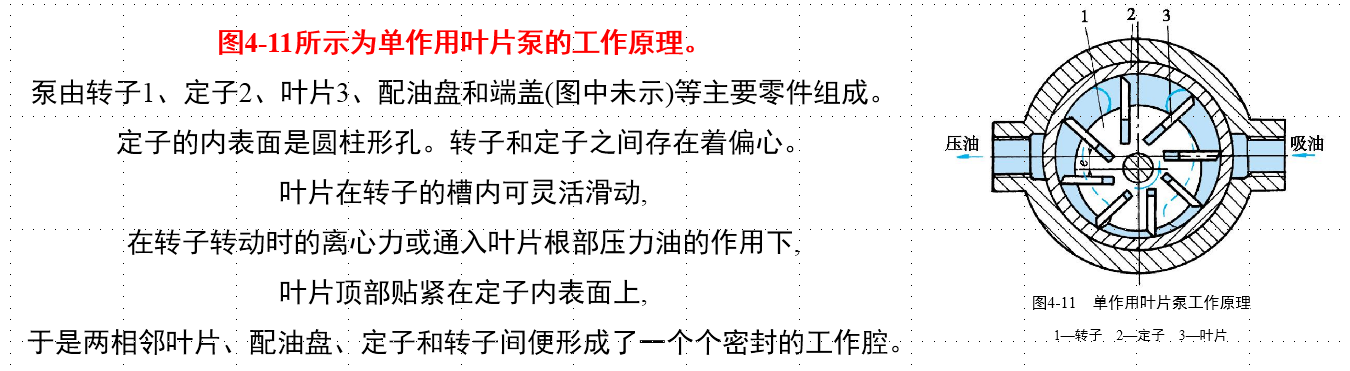 图4-11所示为单作用叶片泵的工作原理。
泵由转子1、定子2、叶片3、配油盘和端盖(图中未示)等主要零件组成。
定子的内表面是圆柱形孔。转子和定子之间存在着偏心。
叶片在转子的槽内可灵活滑动,
在转子转动时的离心力或通入叶片根部压力油的作用下,
叶片顶部贴紧在定子内表面上,
于是两相邻叶片、配油盘、定子和转子间便形成了一个个密封的工作腔。
1 2 3
压油
吸油
e
图4-11 单作用叶片泵工作原理
1—转子 2—定子 3—叶片